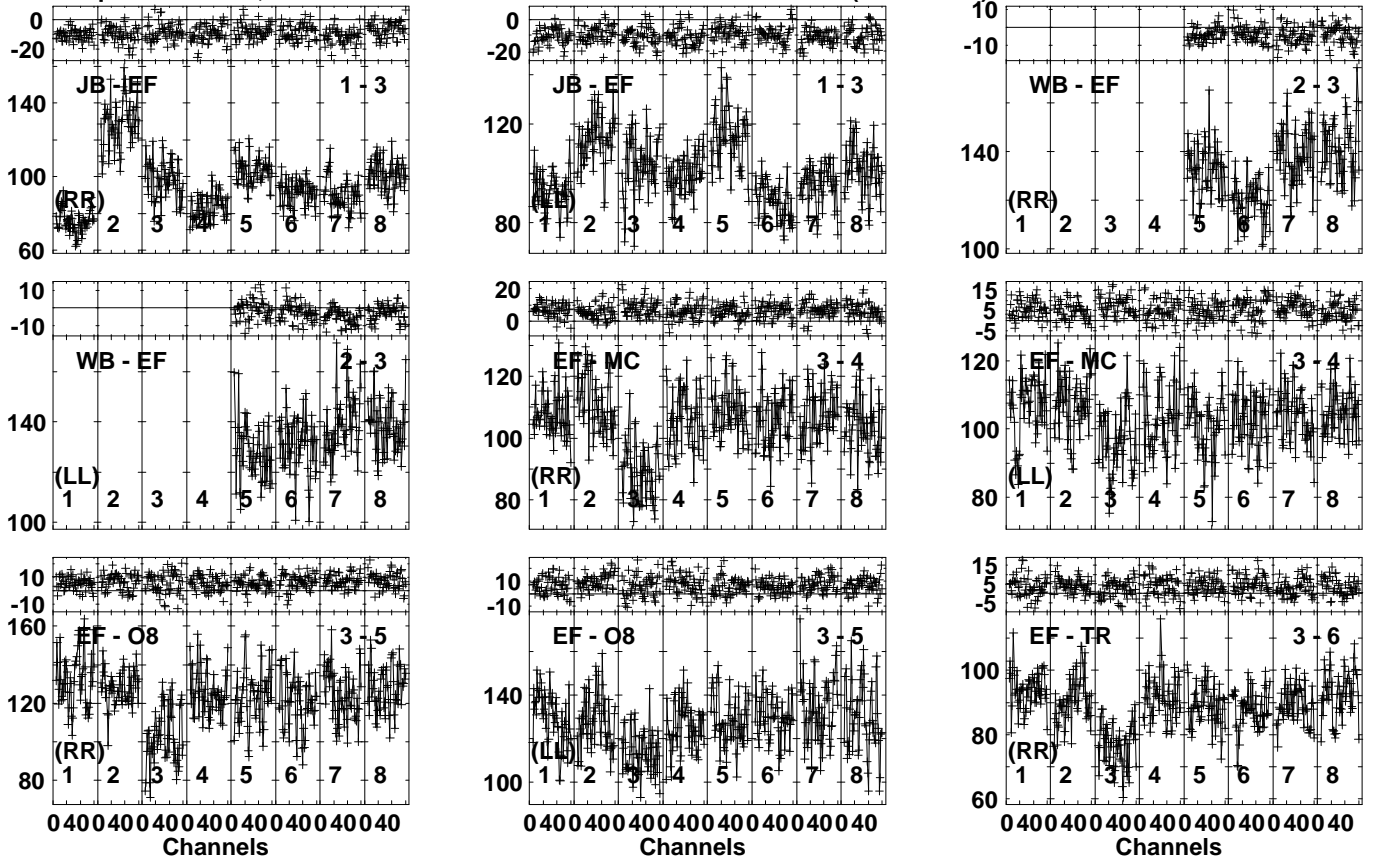 0
-20
JB - EF 1 - 3
140
100
(RR)
1 2 3 4 5 6 7 8
60
0
-20
JB - EF 1 - 3
120
(LL)
1 2 3 4 5 6 7 8
80
10
-10
WB - EF 2 - 3
140
(RR)
1 2 3 4 5 6 7 8
100
10
-10
WB - EF 2 - 3
140
(LL)
1 2 3 4 5 6 7 8
100
20
0
EF - MC 3 - 4
120
100
(RR)
80 1 2 3 4 5 6 7 8
15
5
-5
EF - MC 3 - 4
120
100
(LL)
80 1 2 3 4 5 6 7 8
10
-10
160
EF - O8 3 - 5
120
(RR)
80 1 2 3 4 5 6 7 8
0 40 0 40 0 40 0 40 0 40 0 40 0 40 0 40
Channels
10
-10
EF - O8 3 - 5
140
(LL)
100 1 2 3 4 5 6 7 8
0 40 0 40 0 40 0 40 0 40 0 40 0 40 0 40
Channels
15
5
-5
EF - TR 3 - 6
100
80
(RR)
1 2 3 4 5 6 7 8
60
0 40 0 40 0 40 0 40 0 40 0 40 0 40 0 40
Channels